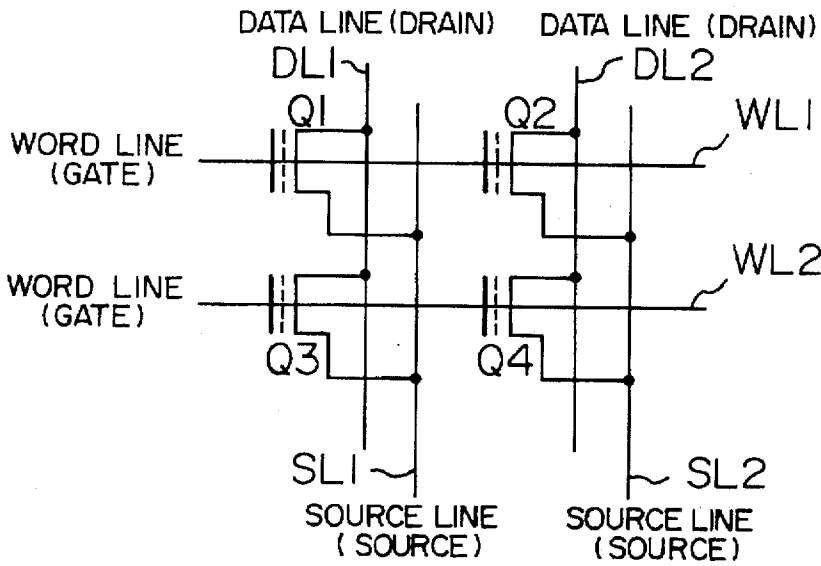 DATA LINE (DRAIN)
DATA LINE (DRAIN)
DL1
DL2
Q1
Q2
WL1
WORD LINE
(GATE)
WL2
WORD LINE
(GATE)
Q3
Q4
SL1
SL2
SOURCE LINE
(SOURCE)
SOURCE LINE
(SOURCE)